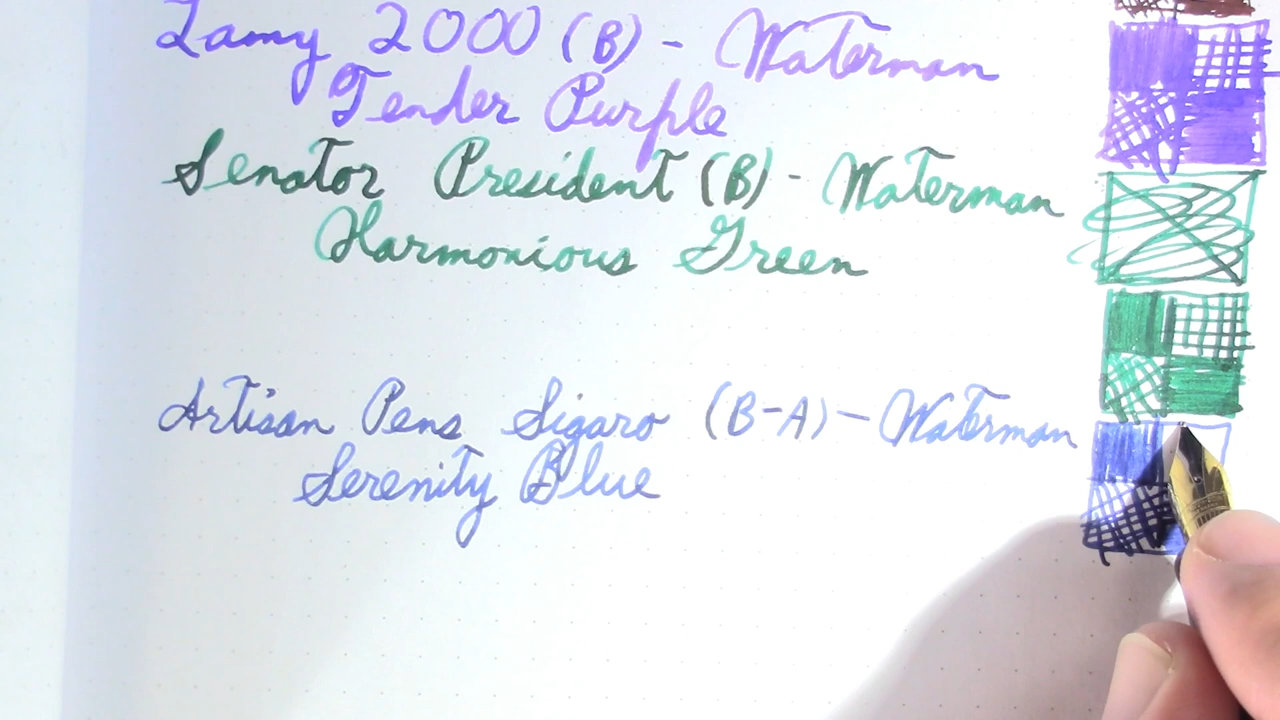 Lamy 2000 (B) - Waterman
Tender Purple
Senator President (B) - Waterman
Harmonious Green
Artisan Pens Sigaro (B-A) - Waterman
Serenity Blue